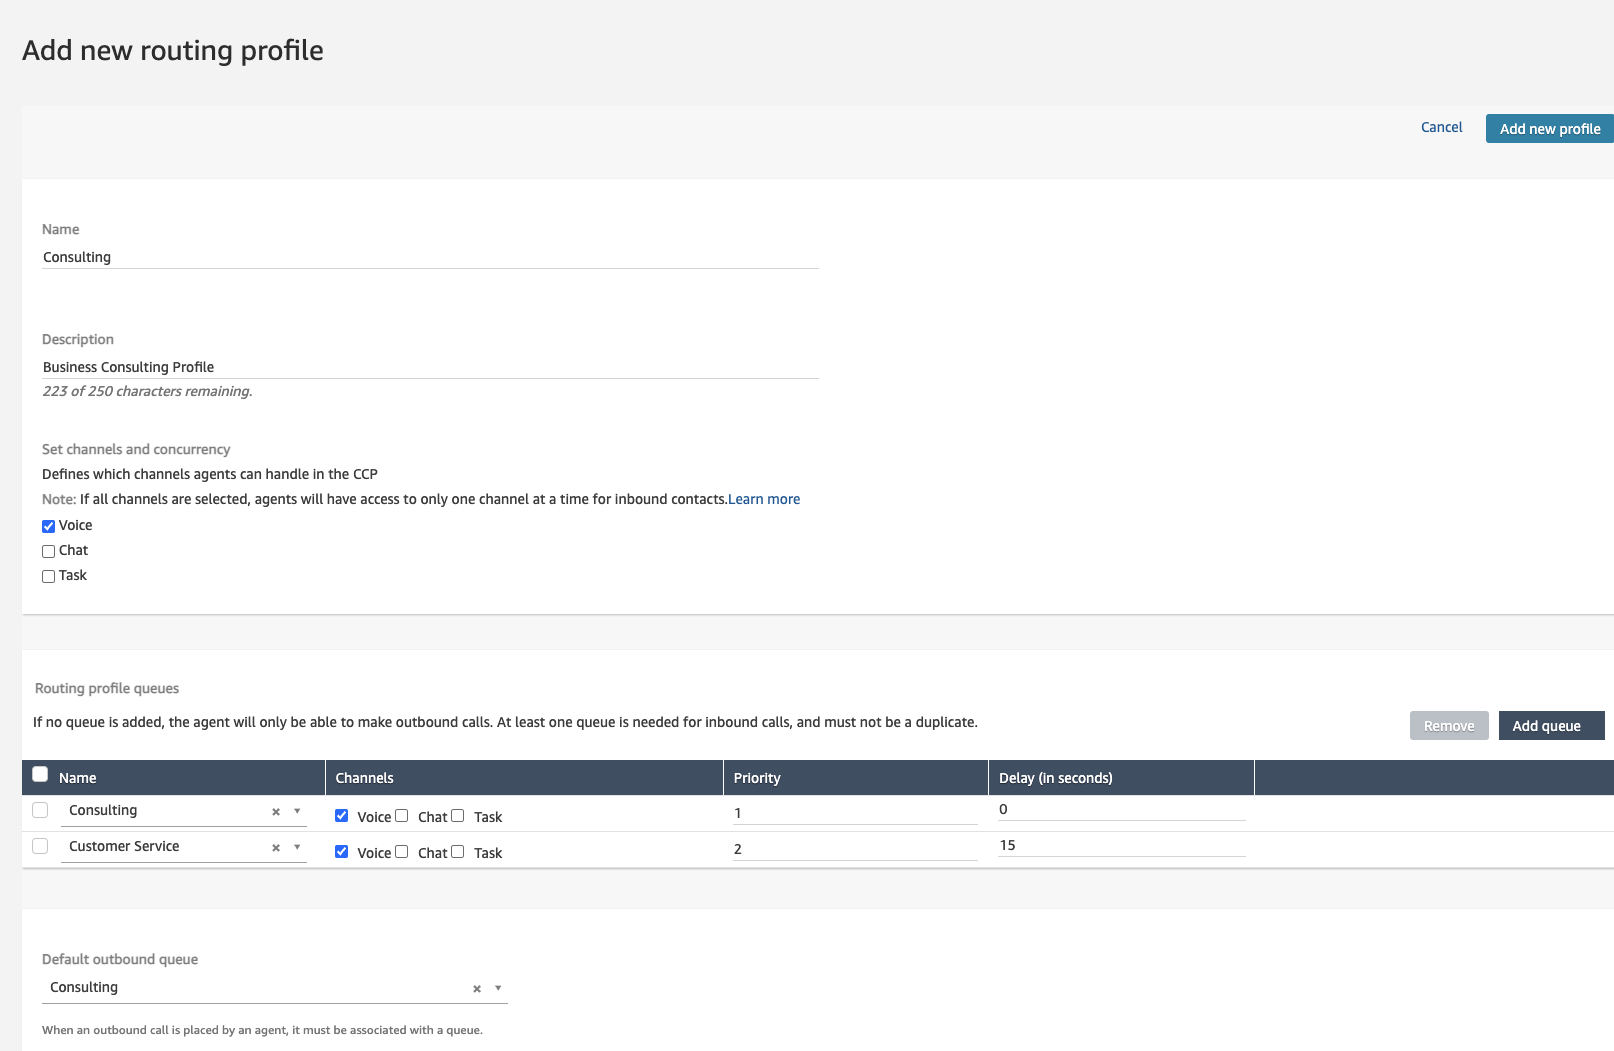 Add new routing profile
Cancel Add new profile
Name
Consulting
Description
Business Consulting Profile
223 of 250 characters remaining.
Set channels and concurrency
Defines which channels agents can handle in the CCP
Note: If all channels are selected, agents will have access to only one channel at a time for inbound contacts.Learn more
Voice
Chat
Task
Routing profile queues
If no queue is added, the agent will only be able to make outbound calls. At least one queue is needed for inbound calls, and must not be a duplicate.
Remove Add queue
Name Channels Priority Delay (in seconds)
Consulting Voice Chat Task 1 0
Customer Service Voice Chat Task 2 15
Default outbound queue
Consulting
When an outbound call is placed by an agent, it must be associated with a queue.